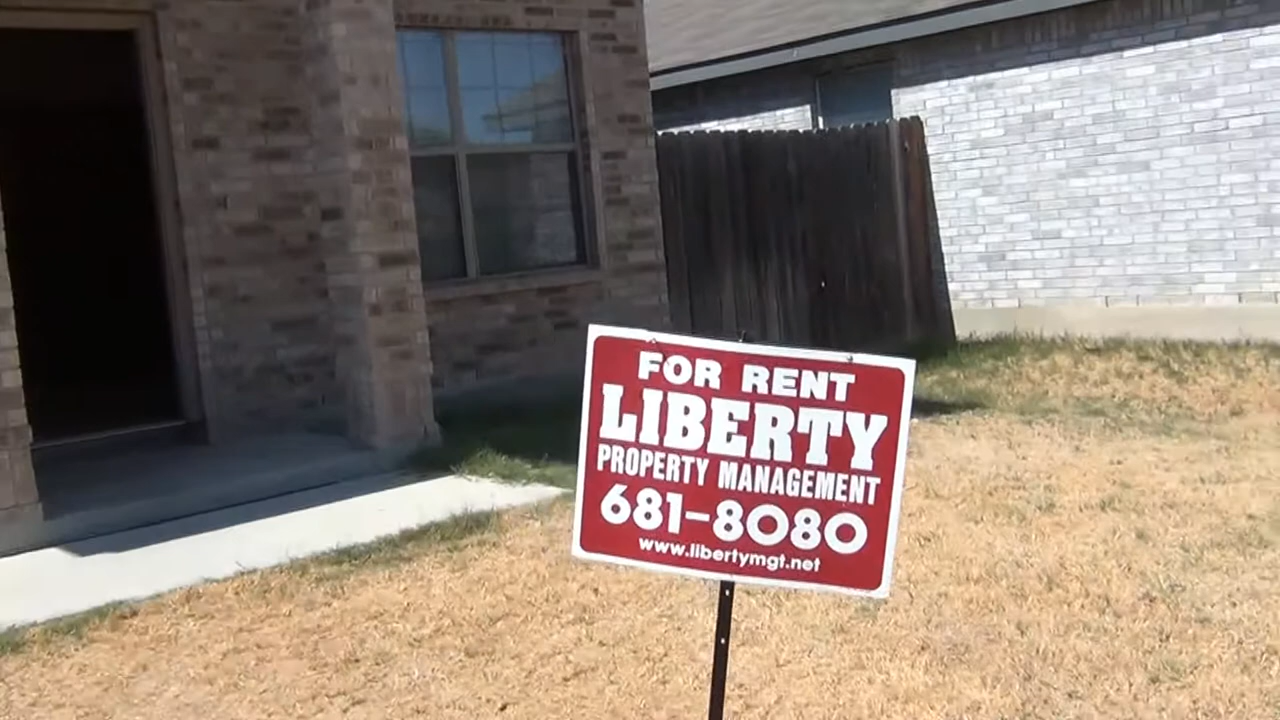 FOR RENT
LIBERTY
PROPERTY MANAGEMENT
681-8080
www.libertymgt.net